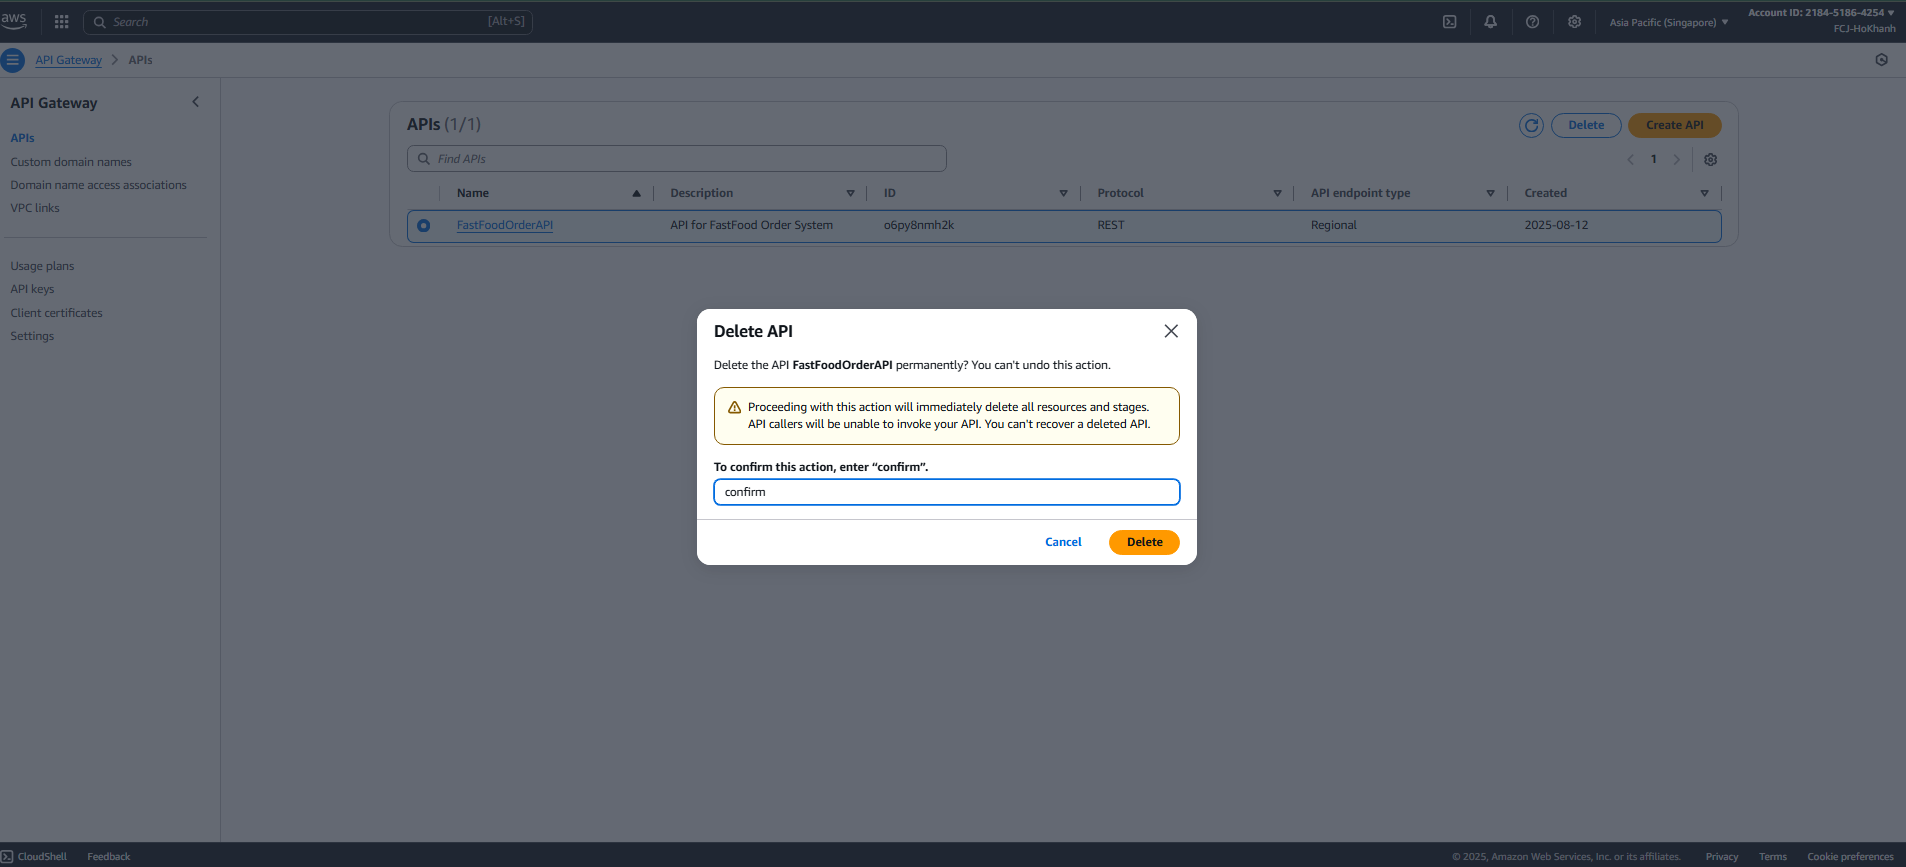 aws
Search
[Alt+S]
Asia Pacific (Singapore)
Account ID: 2184-5186-4254
FCJ-HoKhanh
API Gateway
APIs
API Gateway
APIs
Custom domain names
Domain name access associations
VPC links
Usage plans
API keys
Client certificates
Settings
APIs (1/1)
Delete
Create API
Find APIs
1
Name Description ID Protocol API endpoint type Created
FastFoodOrderAPI API for FastFood Order System o6py8nmh2k REST Regional 2025-08-12
Delete API
Delete the API FastFoodOrderAPI permanently? You can't undo this action.
Proceeding with this action will immediately delete all resources and stages.
API callers will be unable to invoke your API. You can't recover a deleted API.
To confirm this action, enter “confirm”.
confirm
Cancel
Delete
CloudShell
Feedback
© 2025, Amazon Web Services, Inc. or its affiliates.
Privacy
Terms
Cookie preferences